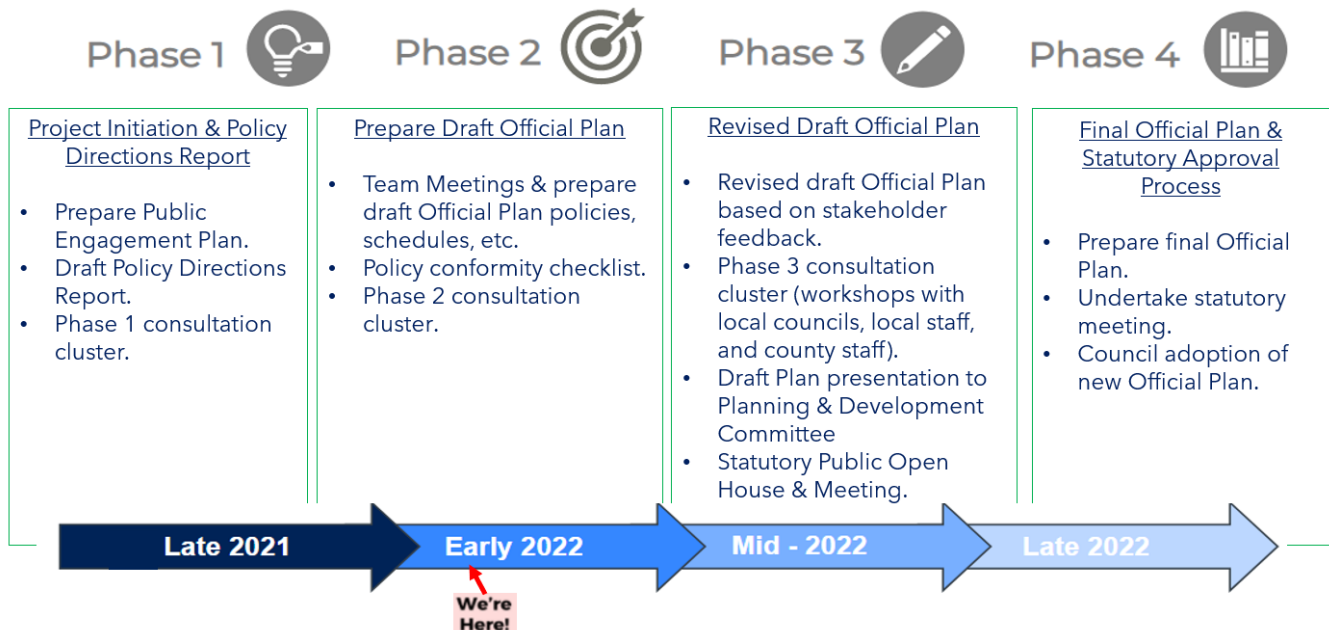 Phase 1
Phase 2
Phase 3
Phase 4
Project Initiation & Policy
Directions Report
• Prepare Public
Engagement Plan.
• Draft Policy Directions
Report.
• Phase 1 consultation
cluster.
Prepare Draft Official Plan
• Team Meetings & prepare
draft Official Plan policies,
schedules, etc.
• Policy conformity checklist.
• Phase 2 consultation
cluster.
Revised Draft Official Plan
• Revised draft Official Plan
based on stakeholder
feedback.
• Phase 3 consultation
cluster (workshops with
local councils, local staff,
and county staff).
• Draft Plan presentation to
Planning & Development
Committee
• Statutory Public Open
House & Meeting.
Final Official Plan &
Statutory Approval
Process
• Prepare final Official
Plan.
• Undertake statutory
meeting.
• Council adoption of
new Official Plan.
Late 2021
Early 2022
Mid - 2022
Late 2022
We're
Here!